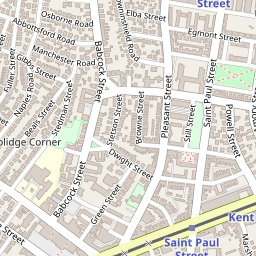 Street
Elba Street
Osborne Road
Abbottsford Road
Egmont Street
Manchester Road
Gibbs Street
Fuller Street
Naples Road
Babcock Street
Pleasant Street
Saint Paul Street
Stedman Street
Stetson Street
Browne Street
Still Street
Powell Street
Beals Street
olidge Corner
Dwight Street
Babcock Street
Green Street
Kent
Saint Paul
Street